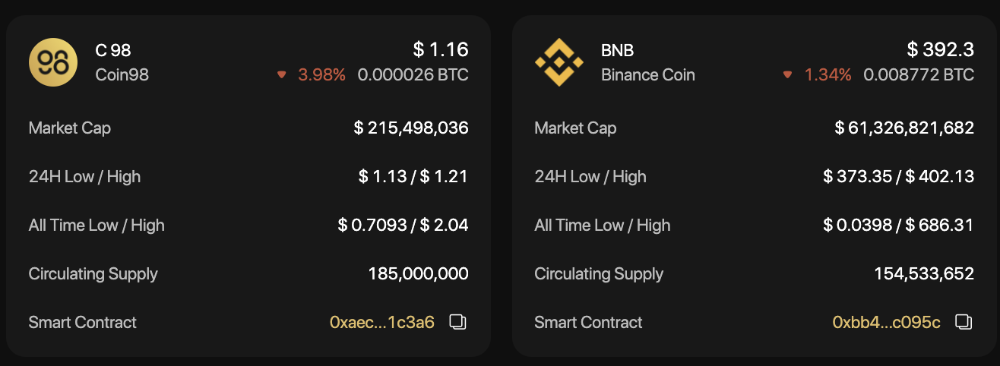 C 98
$ 1.16
Coin98
3.98% 0.000026 BTC
Market Cap
$ 215,498,036
24H Low / High
$ 1.13 / $ 1.21
All Time Low / High
$ 0.7093 / $ 2.04
Circulating Supply
185,000,000
Smart Contract
0xaec...1c3a6
BNB
$ 392.3
Binance Coin
1.34% 0.008772 BTC
Market Cap
$ 61,326,821,682
24H Low / High
$ 373.35 / $ 402.13
All Time Low / High
$ 0.0398 / $ 686.31
Circulating Supply
154,533,652
Smart Contract
0xbb4...c095c